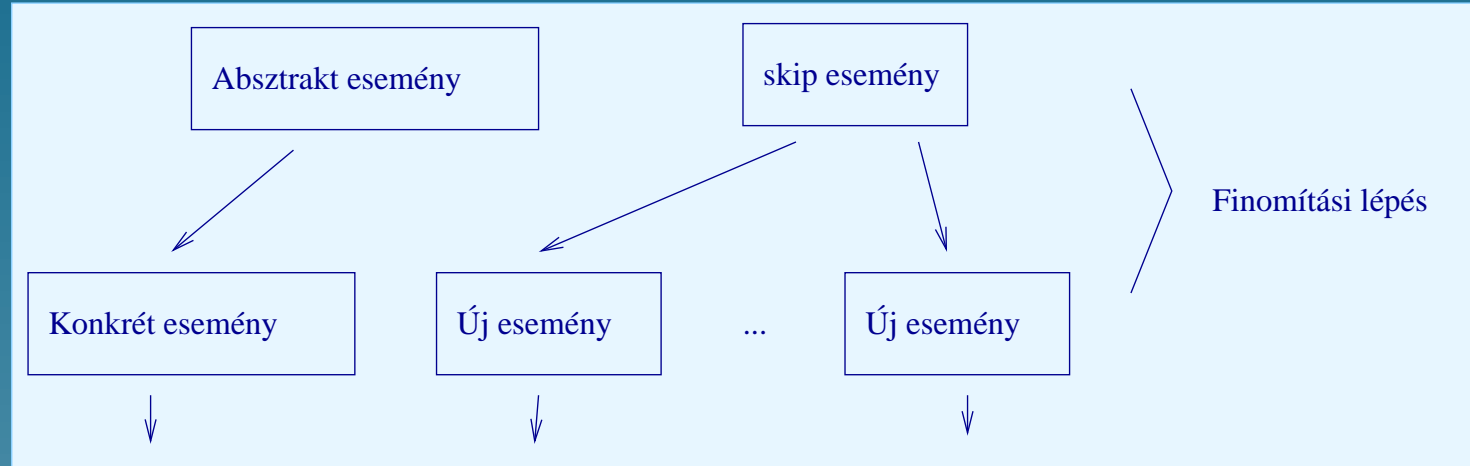 Absztrakt esemény
skip esemény
Finomítási lépés
Konkrét esemény
Új esemény
...
Új esemény